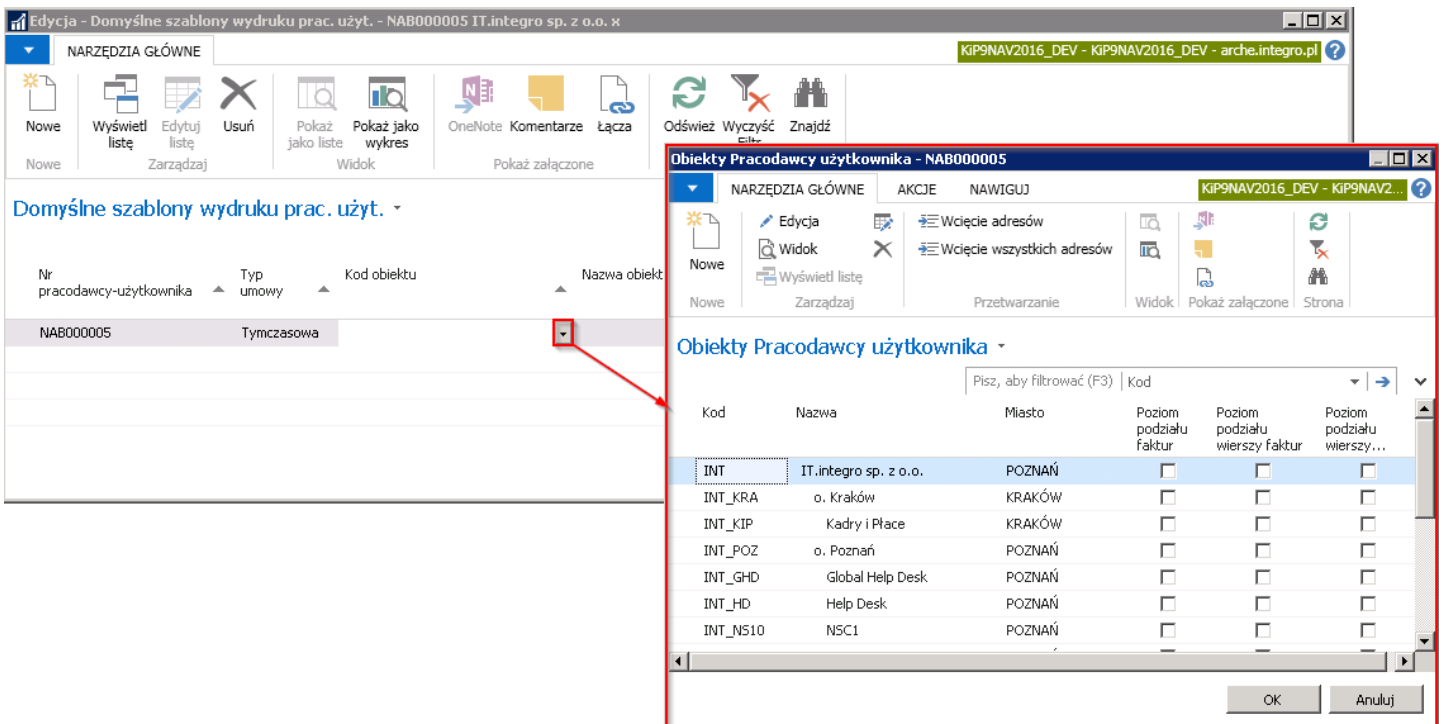 Edycja - Domyślne szablony wydruku prac. użyt. - NAB000005 IT.integro sp. z o.o. x
NARZĘDZIA GŁÓWNE
KiP9NAV2016_DEV - KiP9NAV2016_DEV - arche.integro.pl
Nowe
Wyświetl listę
Edytuj listę
Usuń
Pokaż jako liste
Pokaż jako wykres
OneNote
Komentarze
Łącza
Odśwież
Wyczyść Filtr
Znajdź
Nowe
Zarządzaj
Widok
Pokaż załączone
Domyślne szablony wydruku prac. użyt.
Nr pracodawcy-użytkownika
Typ umowy
Kod obiektu
Nazwa obiekt
NAB000005 Tymczasowa
Obiekty Pracodawcy użytkownika - NAB000005
NARZĘDZIA GŁÓWNE AKCJE NAWIGUJ
KiP9NAV2016_DEV - KiP9NAV2...
Nowe
Edycja
Widok
Wyświetl listę
Wcięcie adresów
Wcięcie wszystkich adresów
Nowe
Zarządzaj
Przetwarzanie
Widok
Pokaż załączone
Strona
Obiekty Pracodawcy użytkownika
Pisz, aby filtrować (F3) Kod
Kod
Nazwa
Miasto
Poziom podziału faktur
Poziom podziału wierszy faktur
Poziom podziału wierszy...
INT IT.integro sp. z o.o. POZNAŃ
INT_KRA o. Kraków KRAKÓW
INT_KIP Kadry i Płace KRAKÓW
INT_POZ o. Poznań POZNAŃ
INT_GHD Global Help Desk POZNAŃ
INT_HD Help Desk POZNAŃ
INT_NS10 NSC1 POZNAŃ
OK Anuluj